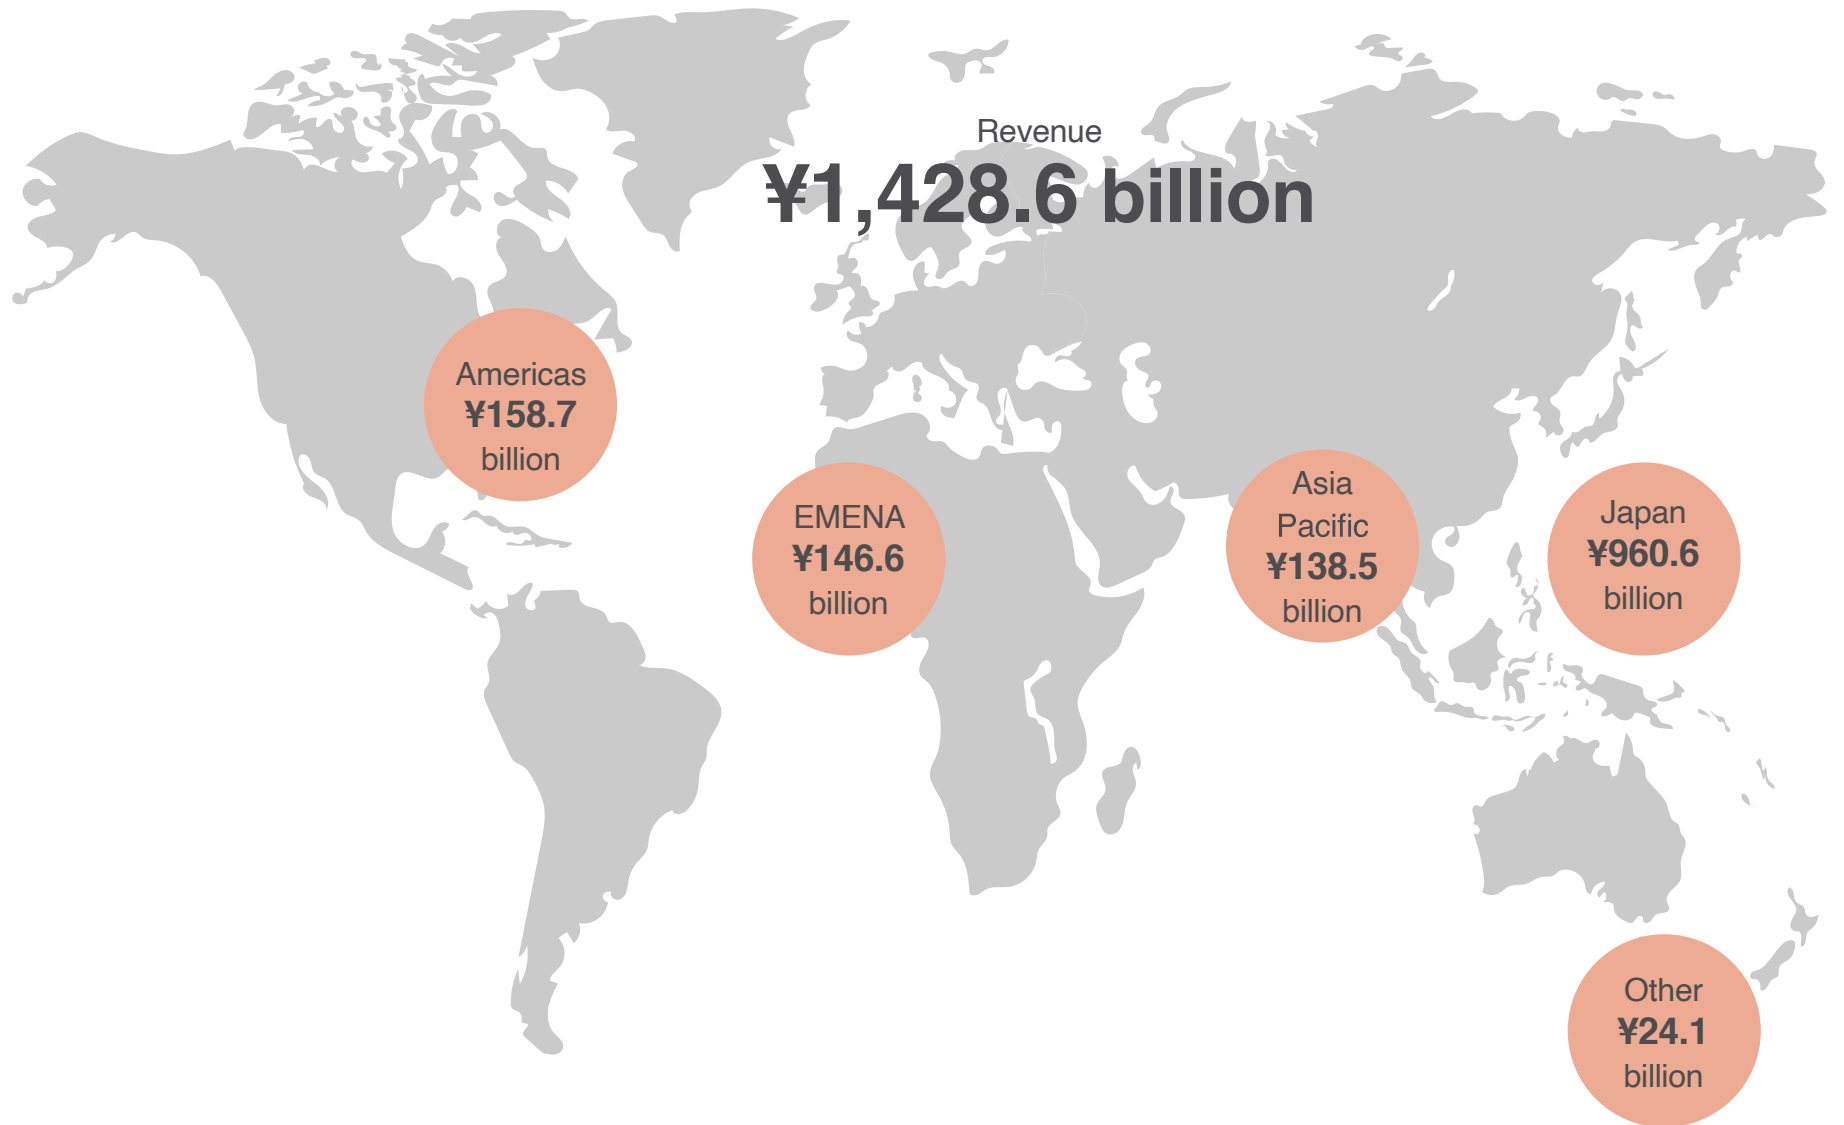 Revenue
¥1,428.6 billion
Americas
¥158.7
billion
EMENA
¥146.6
billion
Asia
Pacific
¥138.5
billion
Japan
¥960.6
billion
Other
¥24.1
billion